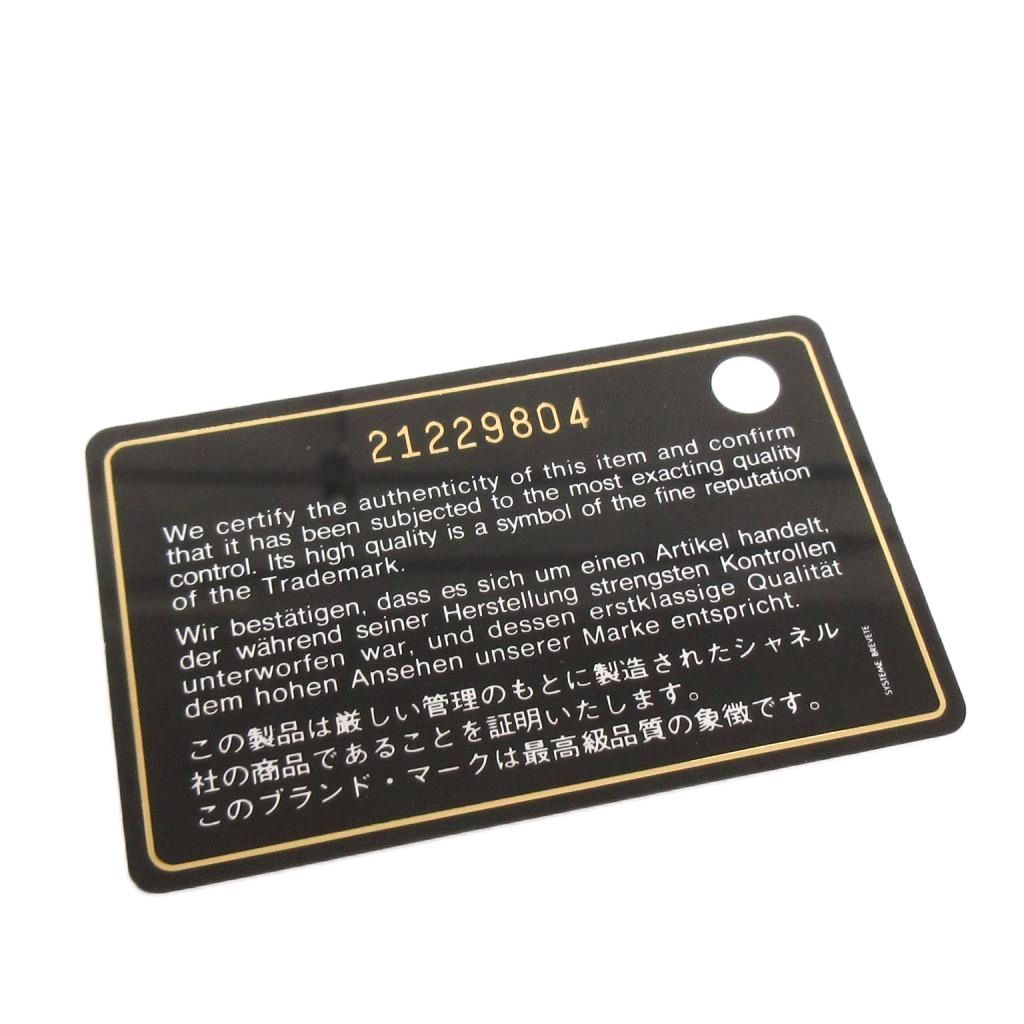 21229804
We certify the authenticity of this item and confirm
that it has been subjected to the most exacting quality
control. Its high quality is a symbol of the fine reputation
of the Trademark.
Wir bestätigen, dass es sich um einen Artikel handelt,
der während seiner Herstellung strengsten Kontrollen
unterworfen war, und dessen erstklassige Qualität
dem hohen Ansehen unserer Marke entspricht.
この製品は厳しい管理のもとに製造されたシャネル
社の商品であることを証明いたします。
このブランド・マークは最高級品質の象徴です。
SYSTEME BREVETE